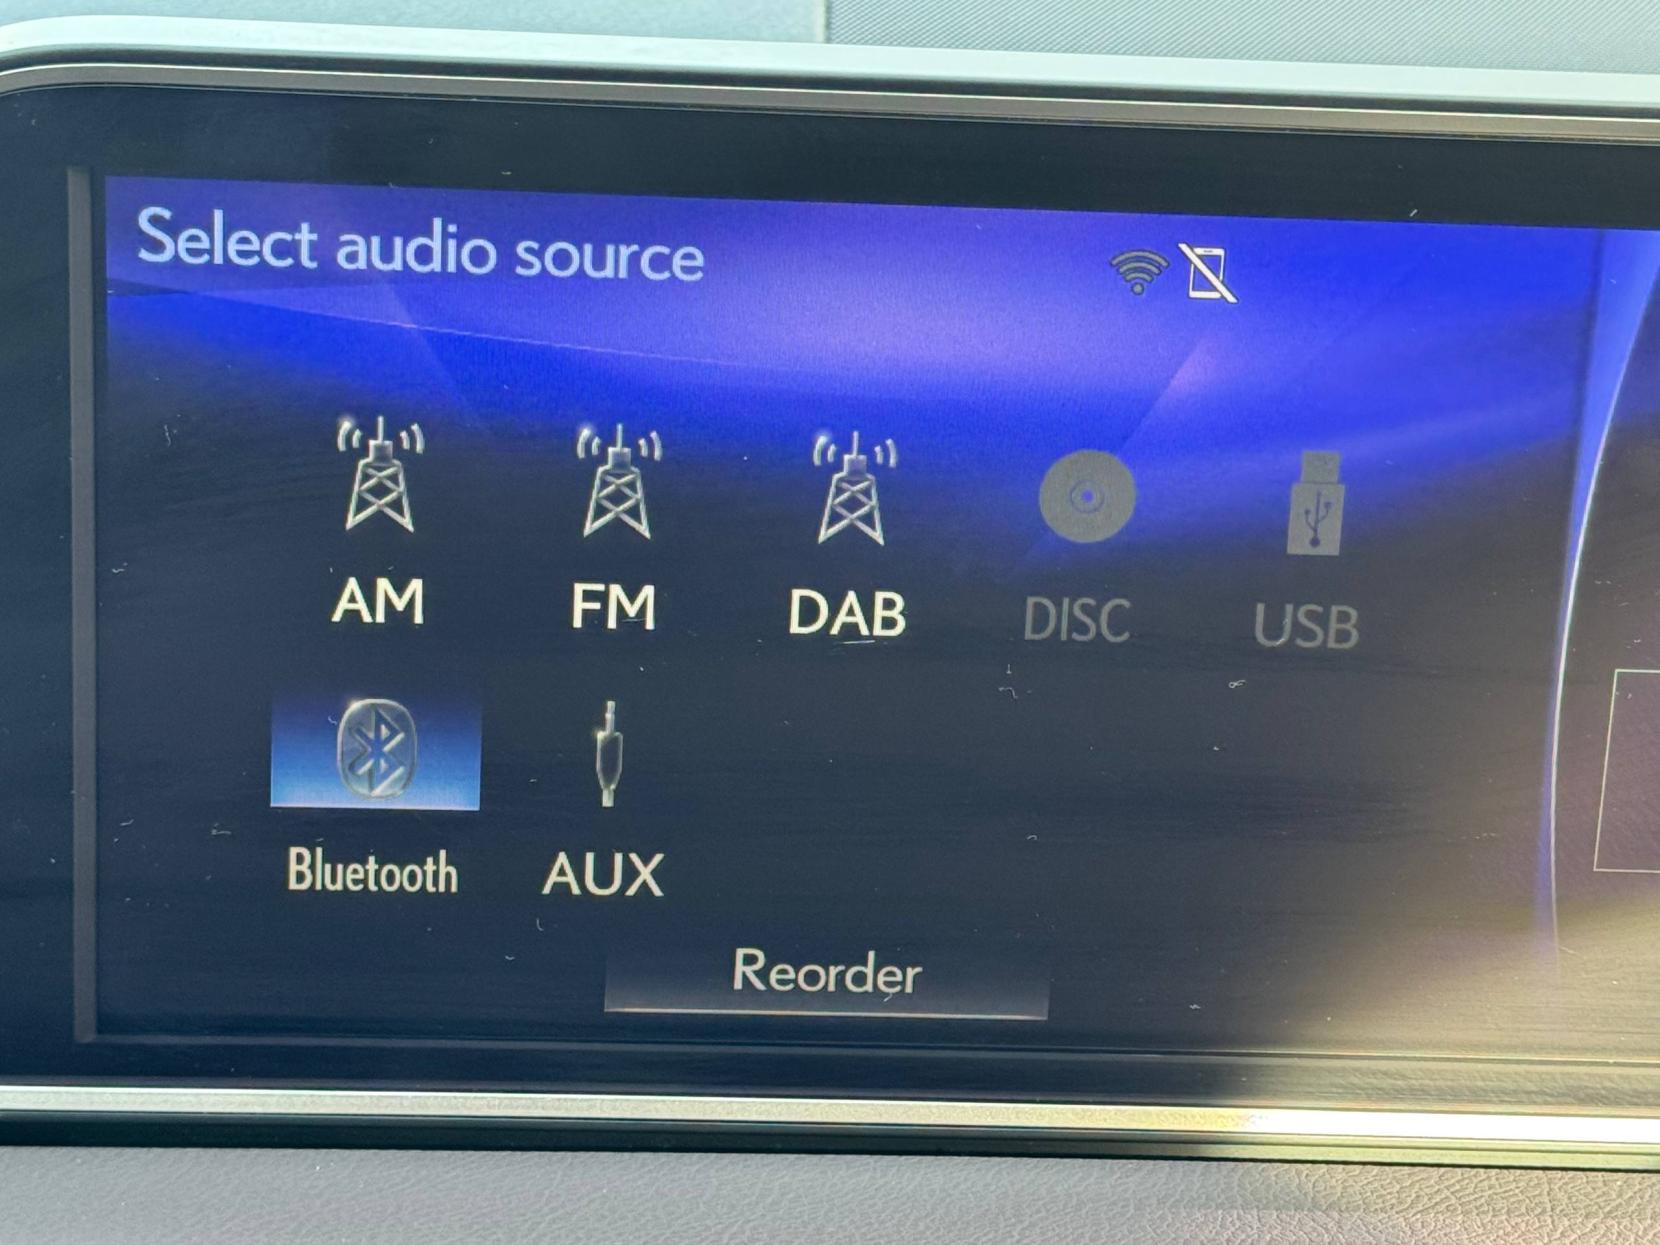 Select audio source
AM FM DAB DISC USB
Bluetooth AUX
Reorder